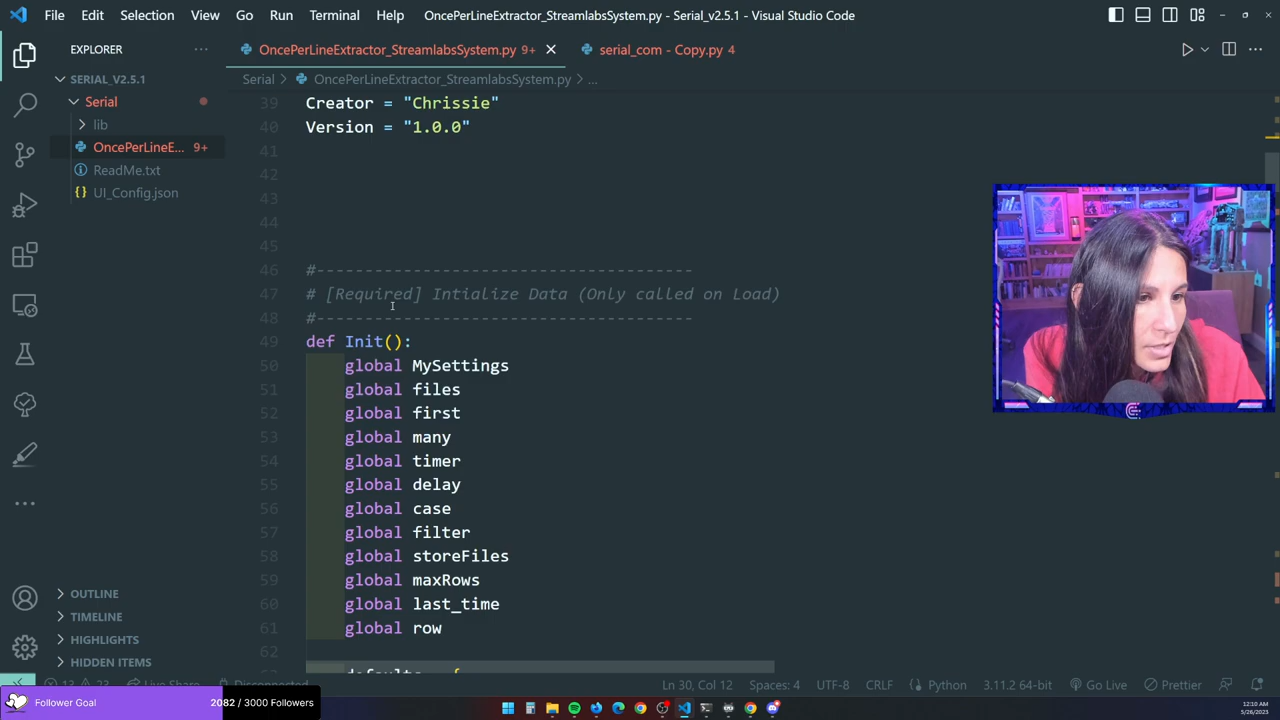 File Edit Selection View Go Run Terminal Help OncePerLineExtractor_StreamlabsSystem.py - Serial_v2.5.1 - Visual Studio Code
EXPLORER ... OncePerLineExtractor_StreamlabsSystem.py 9+ serial_com - Copy.py 4
SERIAL_V2.5.1
Serial > OncePerLineExtractor_StreamlabsSystem.py > ...
Serial
lib
OncePerLineE... 9+
ReadMe.txt
UI_Config.json
39 Creator = "Chrissie"
40 Version = "1.0.0"
41
42
43
44
45
46 #---------------------------------------
47 # [Required] Intialize Data (Only called on Load)
48 #---------------------------------------
49 def Init():
50 global MySettings
51 global files
52 global first
53 global many
54 global timer
55 global delay
56 global case
57 global filter
58 global storeFiles
59 global maxRows
60 global last_time
61 global row
62
OUTLINE
TIMELINE
HIGHLIGHTS
HIDDEN ITEMS
Ln 30, Col 12 Spaces: 4 UTF-8 CRLF Python 3.11.2 64-bit Go Live Prettier
Follower Goal 2082 / 3000 Followers
12:10 AM
5/26/2023